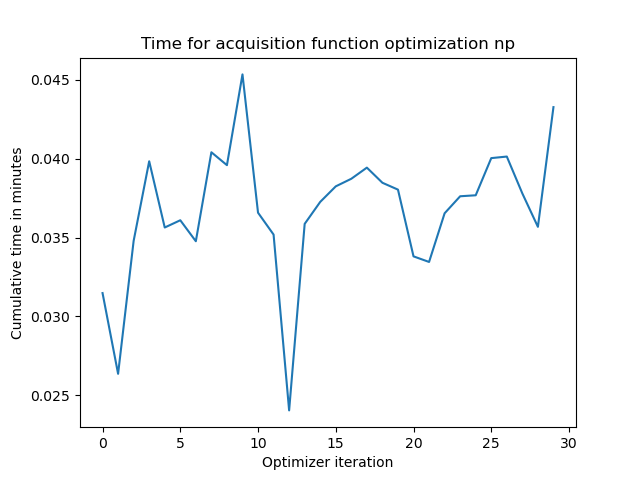 Time for acquisition function optimization np
Cumulative time in minutes
0.045
0.040
0.035
0.030
0.025
0 5 10 15 20 25 30
Optimizer iteration